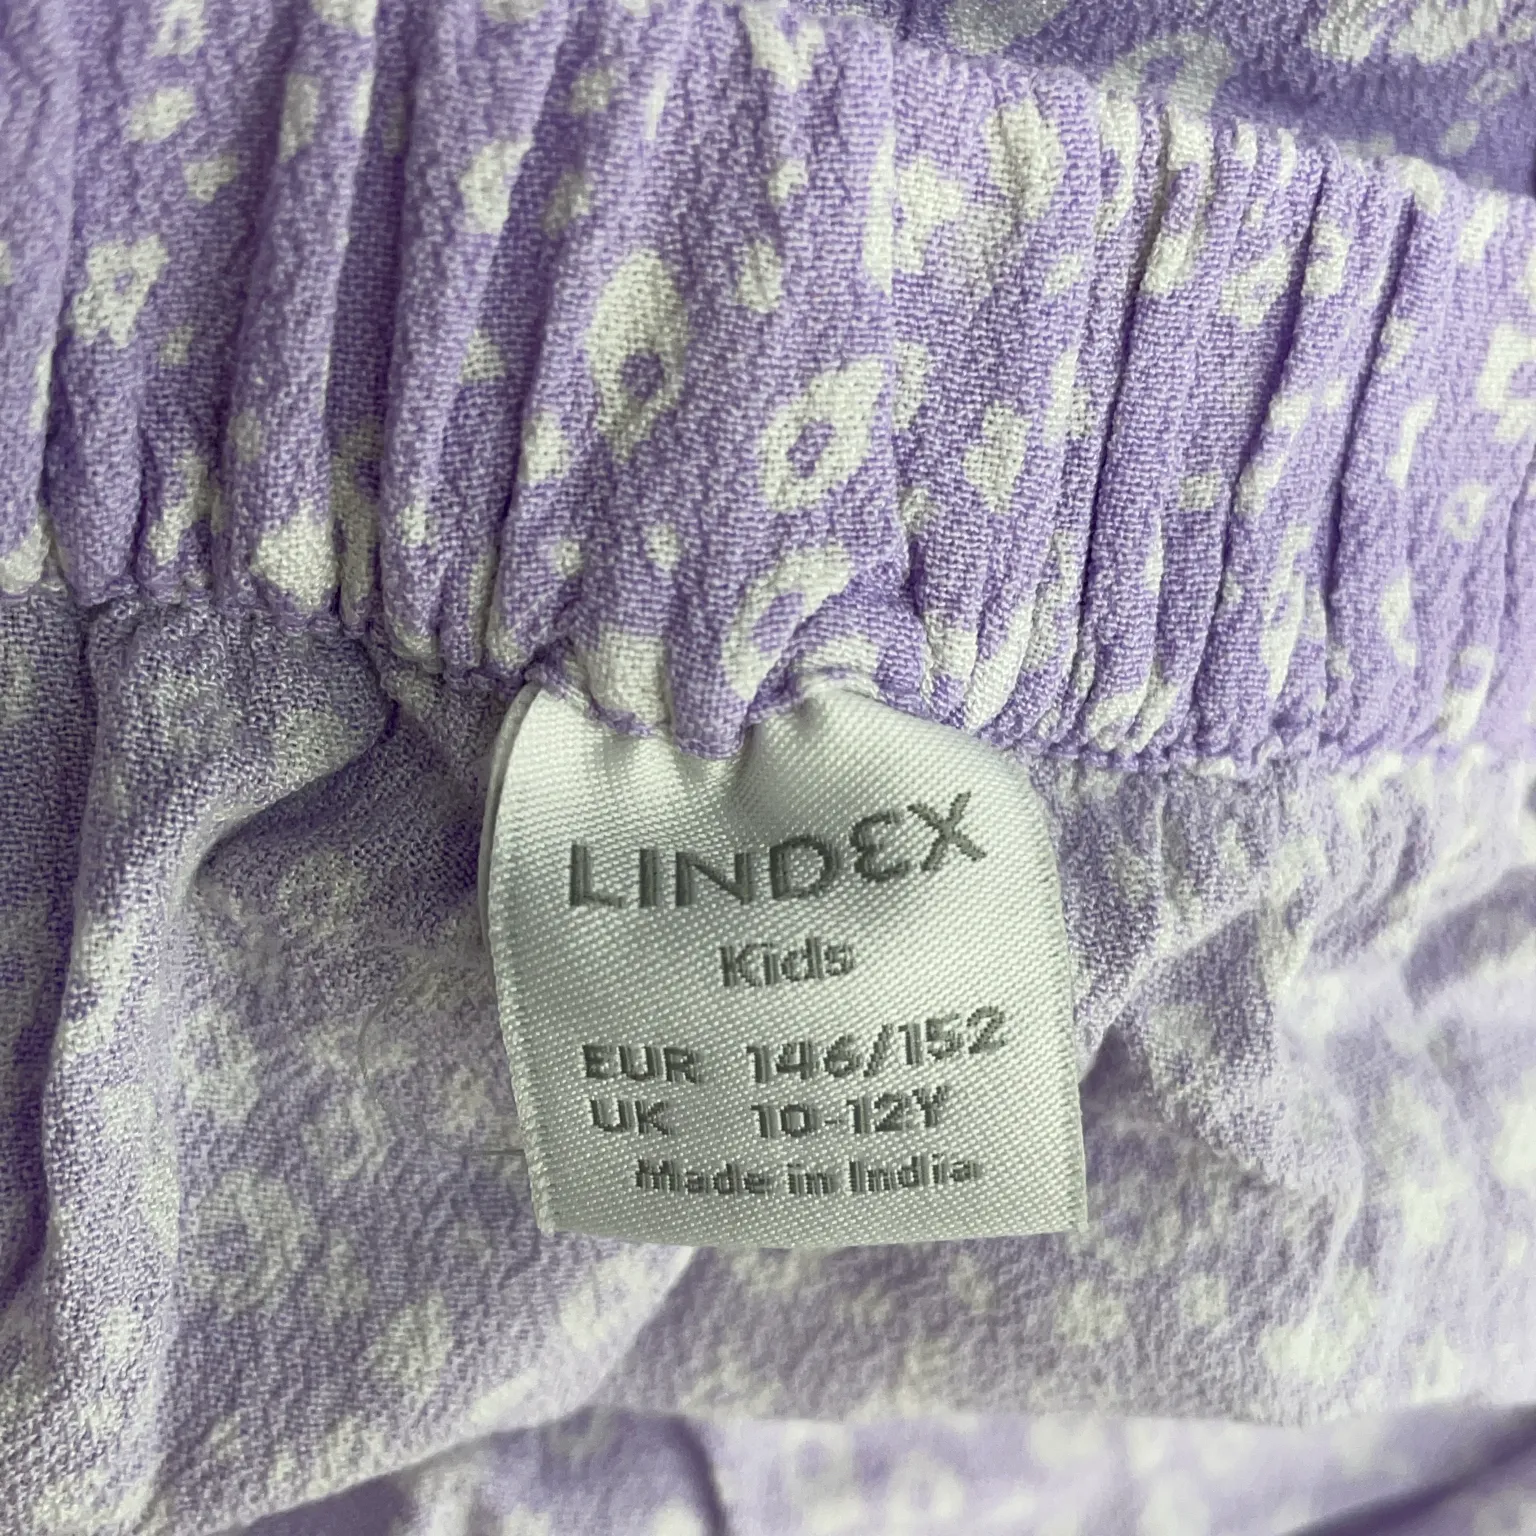 LINDEX
Kids
EUR 146/152
UK 10-12Y
Made in India